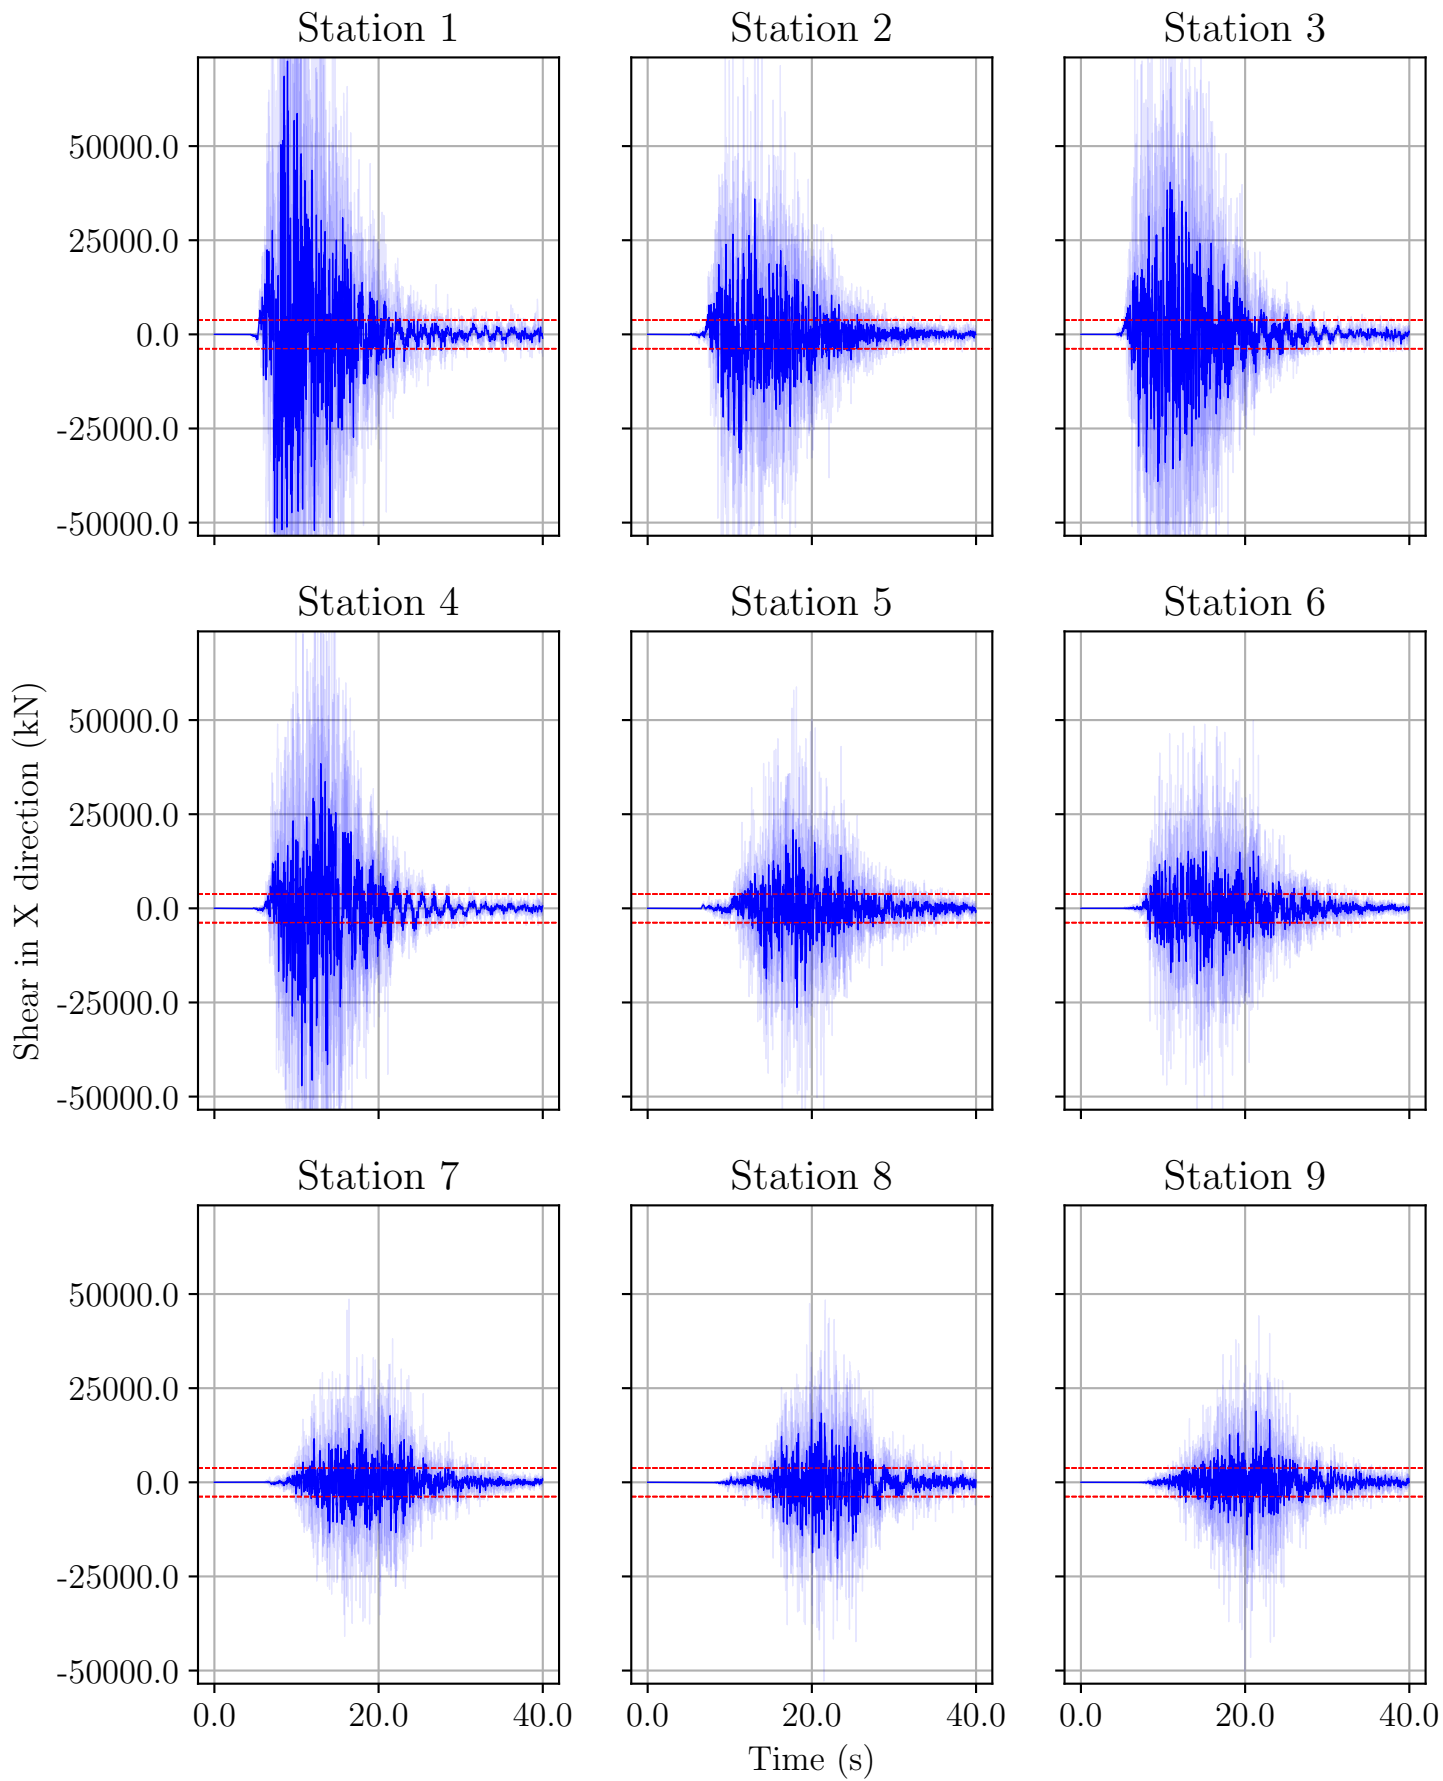 Station 1
Station 2
Station 3
50000.0
25000.0
0.0
-25000.0
-50000.0
Station 4
Station 5
Station 6
Shear in X direction (kN)
50000.0
25000.0
0.0
-25000.0
-50000.0
Station 7
Station 8
Station 9
50000.0
25000.0
0.0
-25000.0
-50000.0
0.0 20.0 40.0
0.0 20.0 40.0
0.0 20.0 40.0
Time (s)